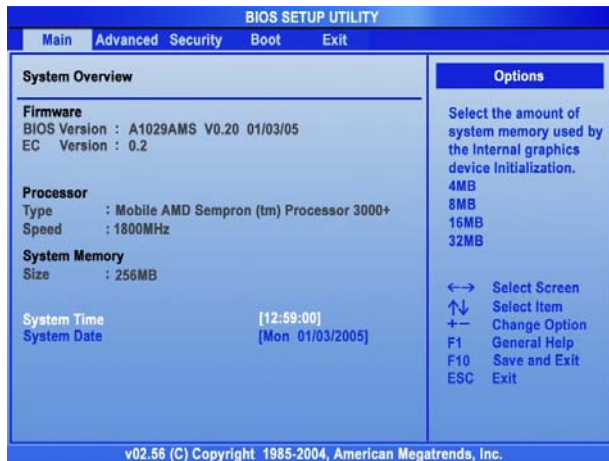 BIOS SETUP UTILITY
Main Advanced Security Boot Exit
System Overview
Firmware
BIOS Version : A1029AMS V0.20 01/03/05
EC Version : 0.2
Processor
Type : Mobile AMD Sempron (tm) Processor 3000+
Speed : 1800MHz
System Memory
Size : 256MB
System Time [12:59:00]
System Date [Mon 01/03/2005]
Options
Select the amount of
system memory used by
the Internal graphics
device Initialization.
4MB
8MB
16MB
32MB
←→ Select Screen
↑↓ Select Item
+− Change Option
F1 General Help
F10 Save and Exit
ESC Exit
v02.56 (C) Copyright 1985-2004, American Megatrends, Inc.